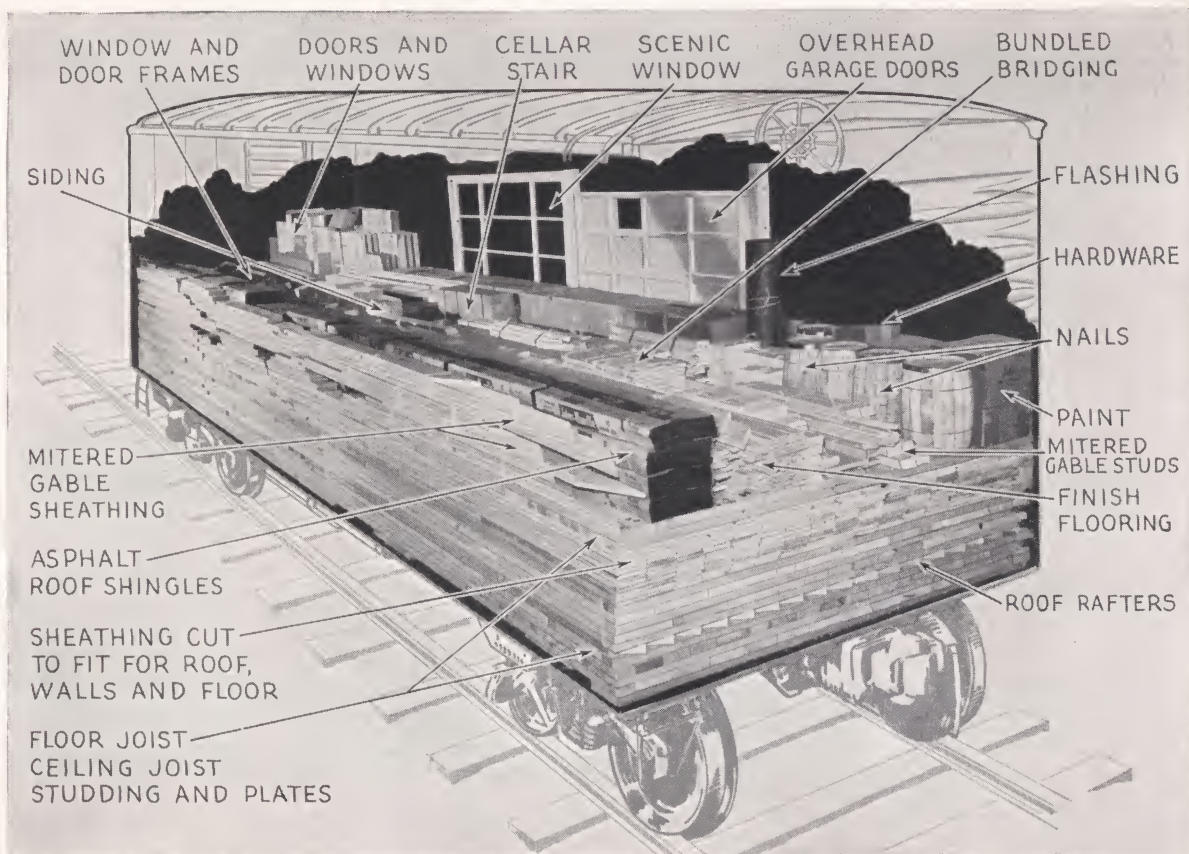 WINDOW AND
DOOR FRAMES
DOORS AND
WINDOWS
CELLAR
STAIR
SCENIC
WINDOW
OVERHEAD
GARAGE DOORS
BUNDLED
BRIDGING
SIDING
FLASHING
HARDWARE
NAILS
PAINT
MITERED
GABLE STUDS
FINISH
FLOORING
ROOF RAFTERS
MITERED
GABLE
SHEATHING
ASPHALT
ROOF SHINGLES
SHEATHING CUT
TO FIT FOR ROOF,
WALLS AND FLOOR
FLOOR JOIST
CEILING JOIST
STUDDING AND PLATES